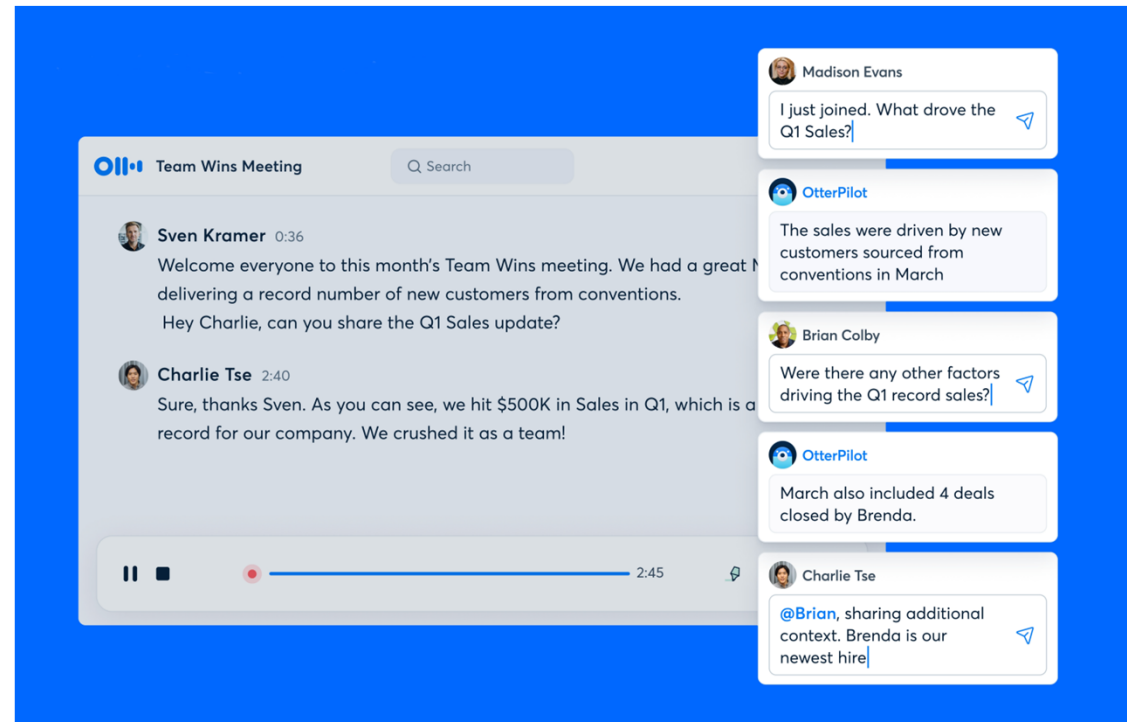 Team Wins Meeting
Search
Sven Kramer 0:36
Welcome everyone to this month's Team Wins meeting. We had a great
delivering a record number of new customers from conventions.
Hey Charlie, can you share the Q1 Sales update?
Charlie Tse 2:40
Sure, thanks Sven. As you can see, we hit $500K in Sales in Q1, which is a
record for our company. We crushed it as a team!
2:45
Madison Evans
I just joined. What drove the
Q1 Sales?
OtterPilot
The sales were driven by new
customers sourced from
conventions in March
Brian Colby
Were there any other factors
driving the Q1 record sales?
OtterPilot
March also included 4 deals
closed by Brenda.
Charlie Tse
@Brian, sharing additional
context. Brenda is our
newest hire